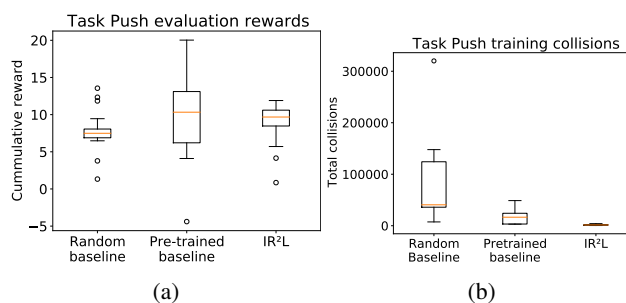 Task Push evaluation rewards
Cummulative reward
20
15
10
5
0
−5
Random
baseline
Pre-trained
baseline
IR²L
(a)
Task Push training collisions
Total collisions
300000
200000
100000
0
Random
Baseline
Pretrained
baseline
IR²L
(b)